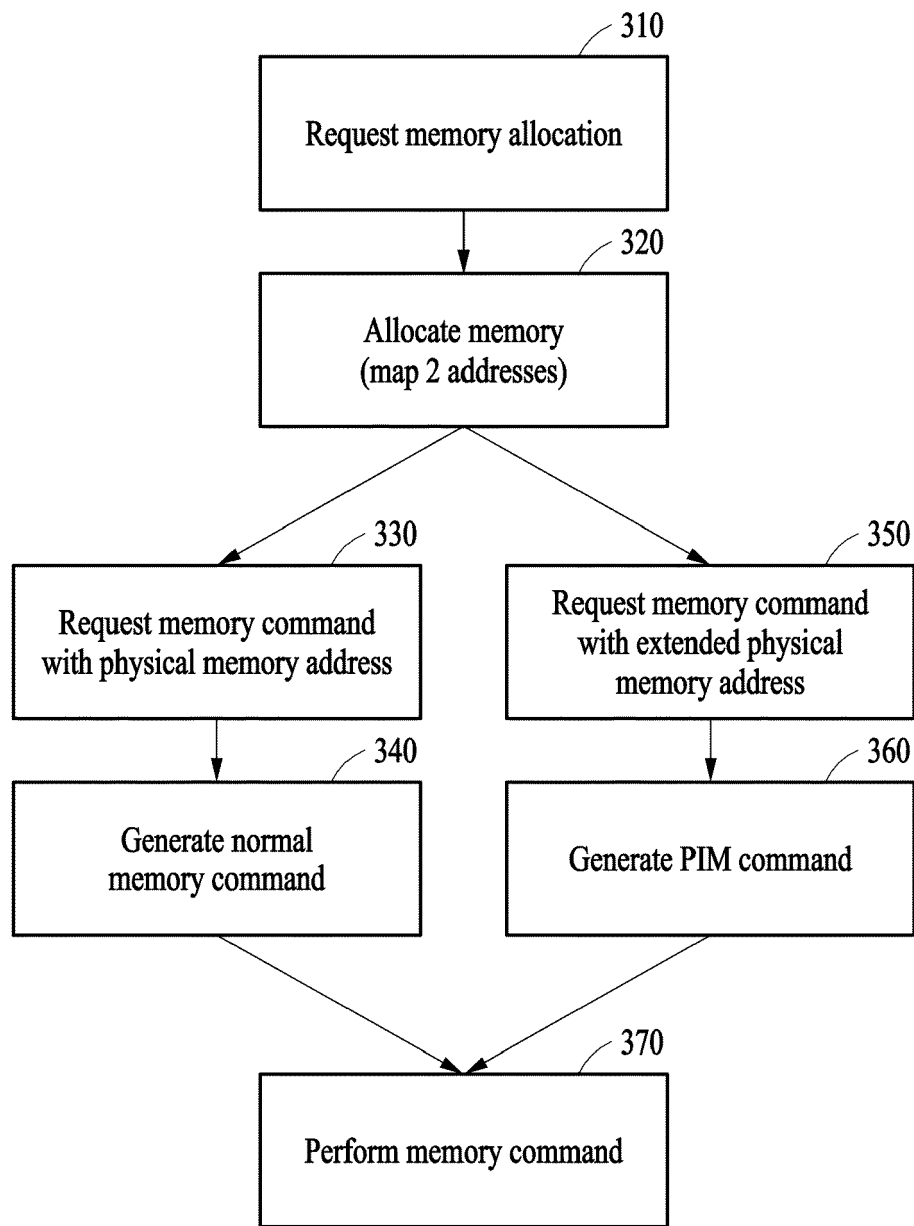 310
Request memory allocation
320
Allocate memory
(map 2 addresses)
330
Request memory command
with physical memory address
350
Request memory command
with extended physical
memory address
340
Generate normal
memory command
360
Generate PIM command
370
Perform memory command